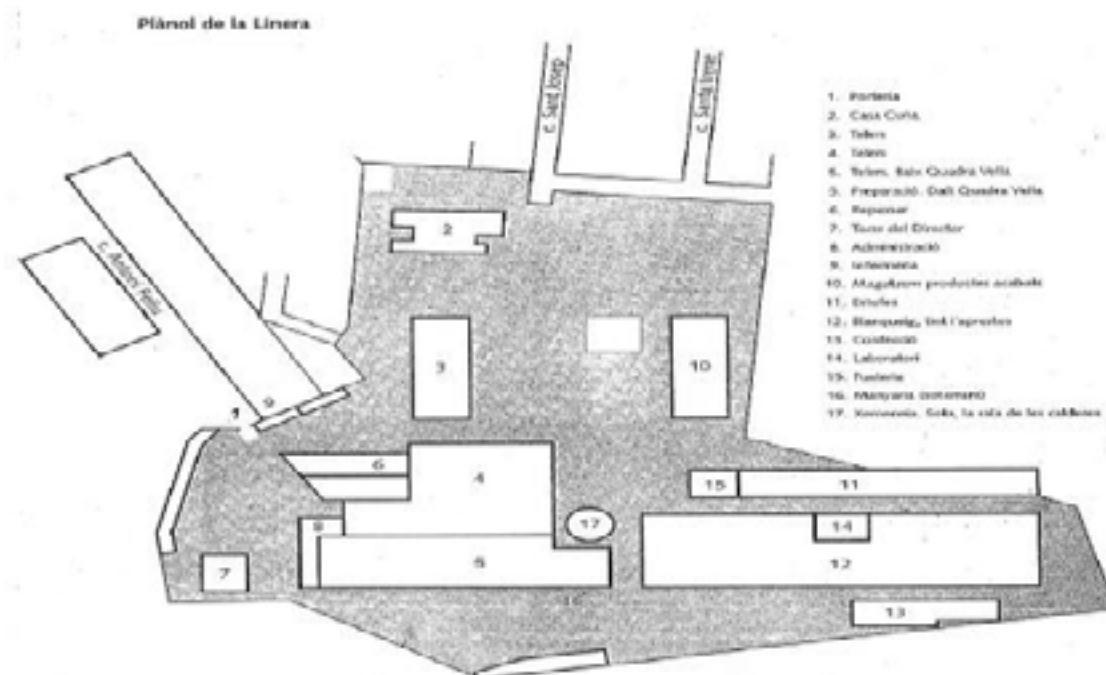 Plànol de la Linera
c. Sant Josep
c. Santa Irene
c. Antoni
1. Porteria
2. Casa Cuna.
3. Telers
4. Telers
5. Telers. Baix Quadra Vella
5. Preparació. Dalt Quadra Vella
6. Repassar
7. Torre del Director
8. Administració
9. Infermeria
10. Magatzem productes acabats
11. Estufes
12. Blanqueig, tint i aprestos
13.
14. Laboratori
15. Fusteria
16. Manyaria (soterrani)
17. Xemeneia. Sota, la sala de les calderes
2
3
10
9
1
6
4
15
11
8
17
14
7
5
12
16
13